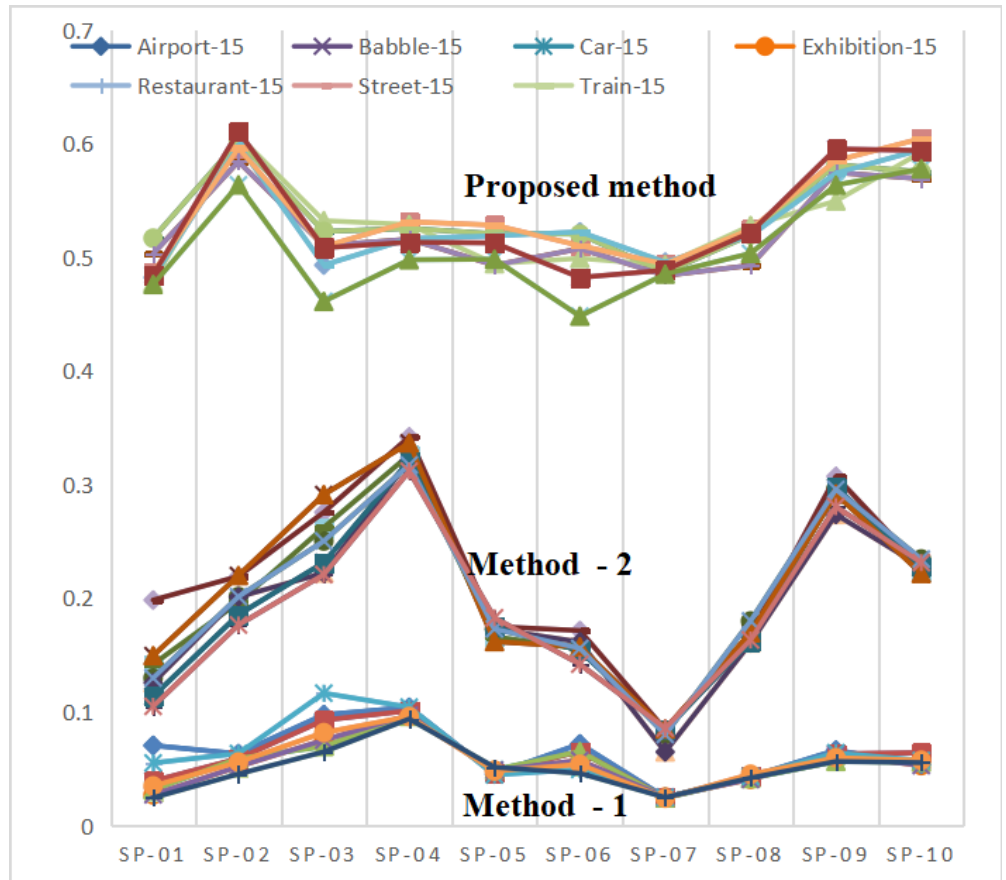 0.7
Airport-15 Babble-15 Car-15 Exhibition-15
Restaurant-15 Street-15 Train-15
0.6
Proposed method
0.5
0.4
0.3
Method - 2
0.2
0.1
Method - 1
0
SP-01 SP-02 SP-03 SP-04 SP-05 SP-06 SP-07 SP-08 SP-09 SP-10